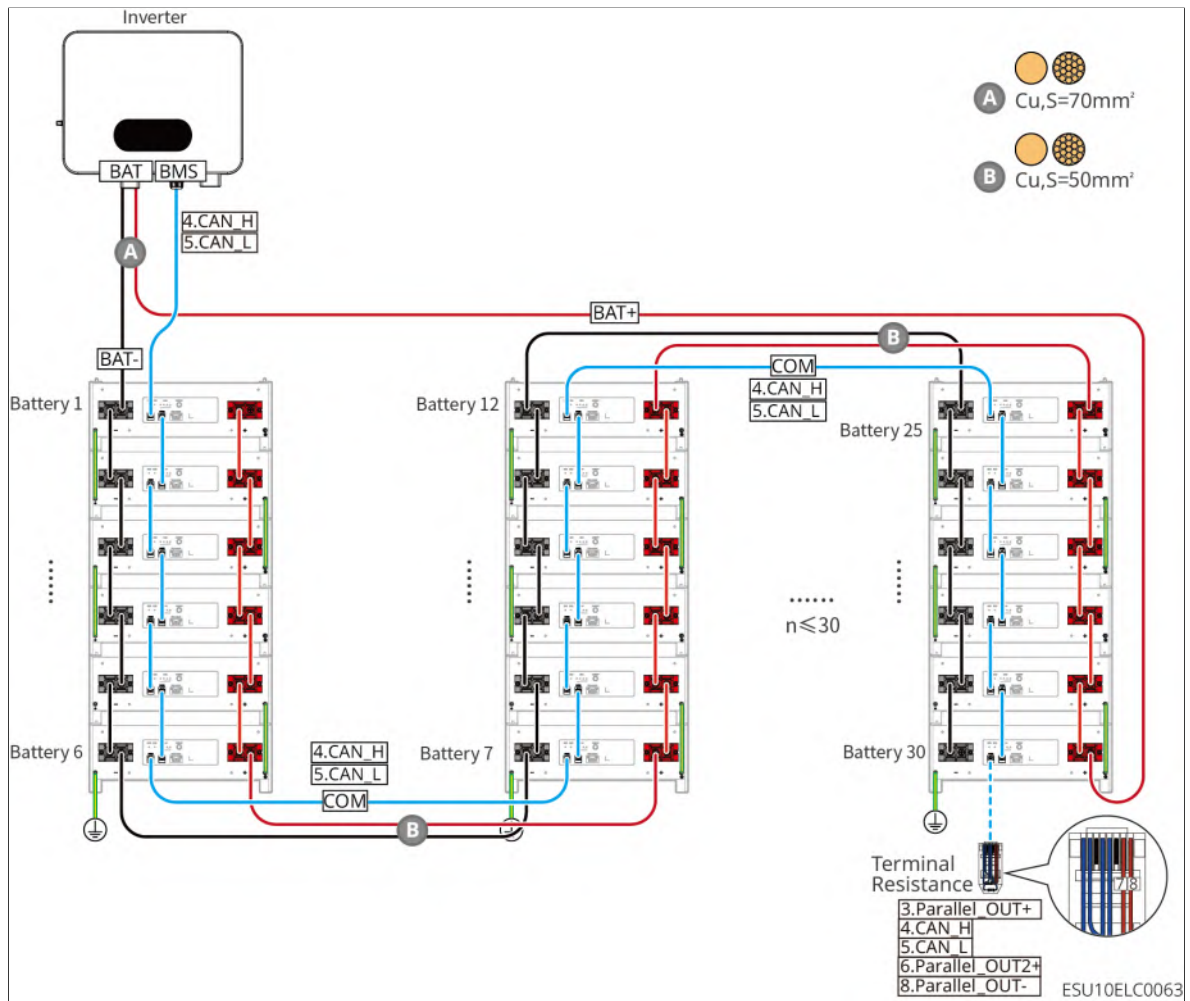 Inverter
BAT
BMS
4.CAN_H
5.CAN_L
A
A
Cu,S=70mm²
B
Cu,S=50mm²
BAT+
BAT-
B
COM
4.CAN_H
5.CAN_L
Battery 1
Battery 12
Battery 25
......
......
......
......
n≤30
Battery 6
Battery 7
Battery 30
4.CAN_H
5.CAN_L
COM
B
Terminal
Resistance
7 8
3.Parallel_OUT+
4.CAN_H
5.CAN_L
6.Parallel_OUT2+
8.Parallel_OUT-
ESU10ELC0063